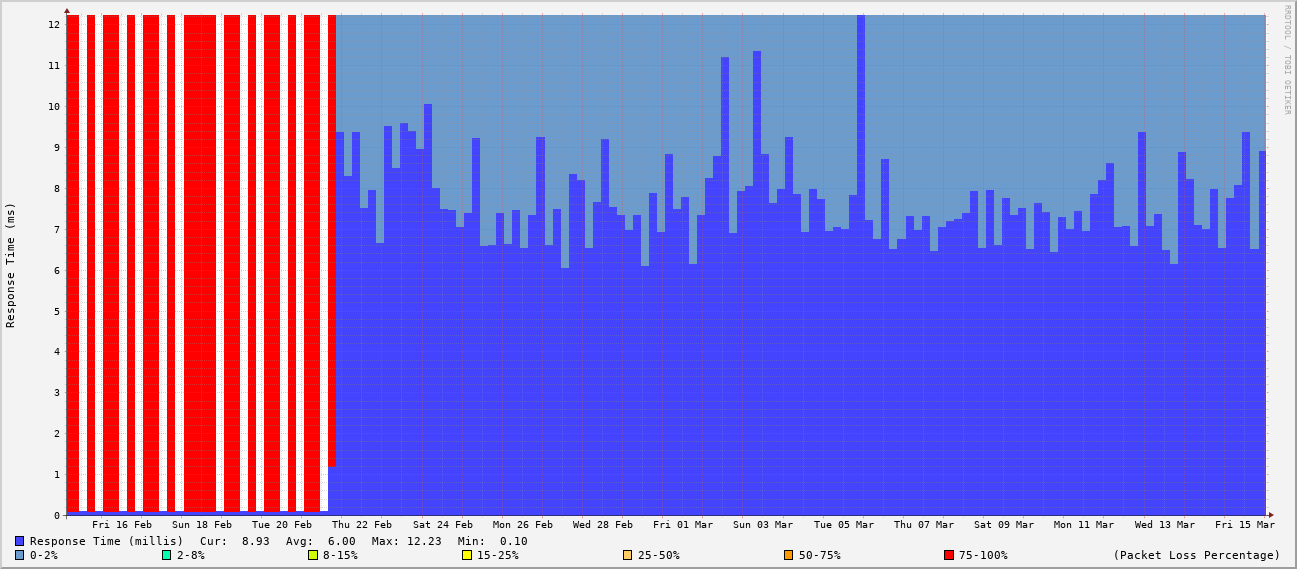 RRDTOOL / TOBI OETIKER
Response Time (ms)
12
11
10
9
8
7
6
5
4
3
2
1
0
Fri 16 Feb Sun 18 Feb Tue 20 Feb Thu 22 Feb Sat 24 Feb Mon 26 Feb Wed 28 Feb Fri 01 Mar Sun 03 Mar Tue 05 Mar Thu 07 Mar Sat 09 Mar Mon 11 Mar Wed 13 Mar Fri 15 Mar
Response Time (millis) Cur: 8.93 Avg: 6.00 Max: 12.23 Min: 0.10
0-2% 2-8% 8-15% 15-25% 25-50% 50-75% 75-100% (Packet Loss Percentage)